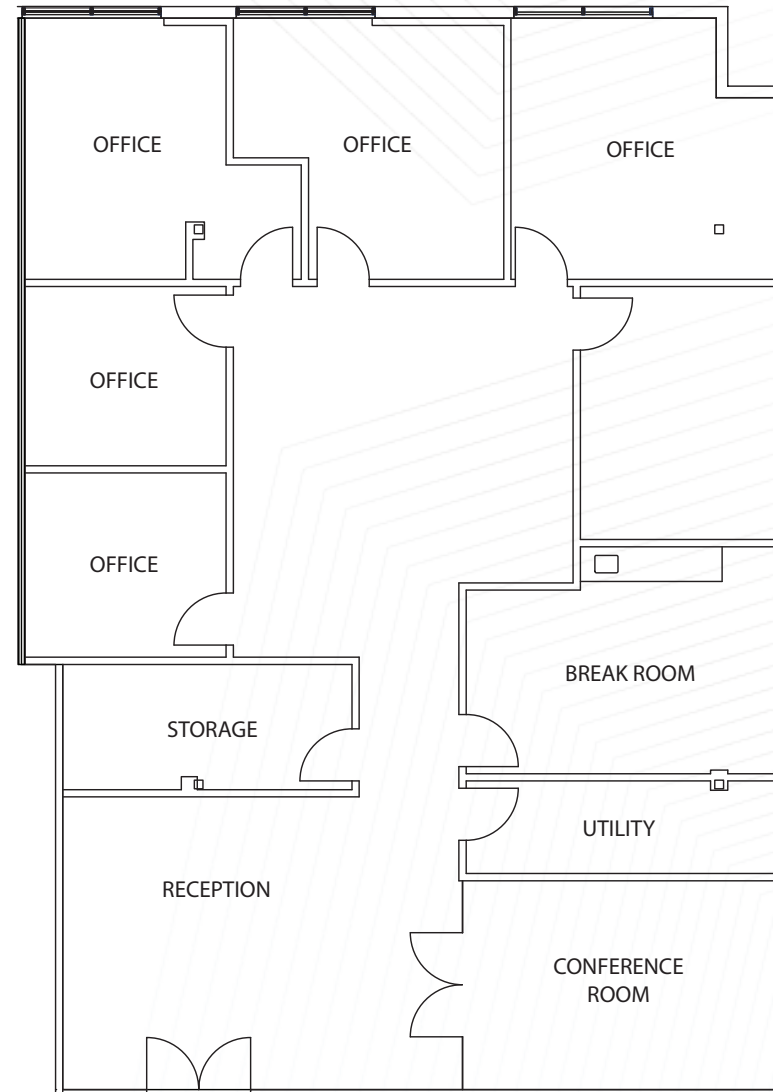 OFFICE
OFFICE
OFFICE
OFFICE
OFFICE
BREAK ROOM
STORAGE
UTILITY
RECEPTION
CONFERENCE
ROOM